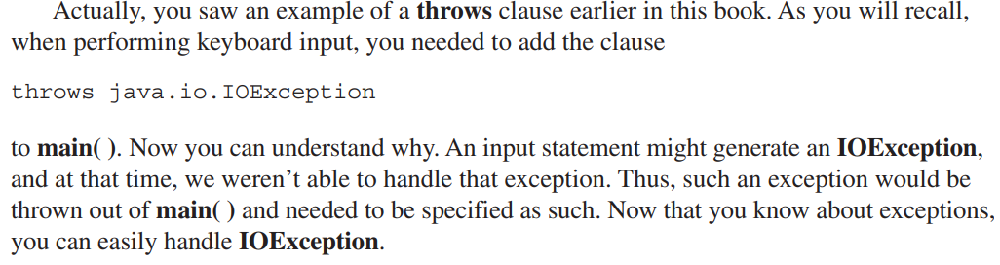 Actually, you saw an example of a throws clause earlier in this book. As you will recall,
when performing keyboard input, you needed to add the clause
throws java.io.IOException
to main( ). Now you can understand why. An input statement might generate an IOException,
and at that time, we weren’t able to handle that exception. Thus, such an exception would be
thrown out of main( ) and needed to be specified as such. Now that you know about exceptions,
you can easily handle IOException.